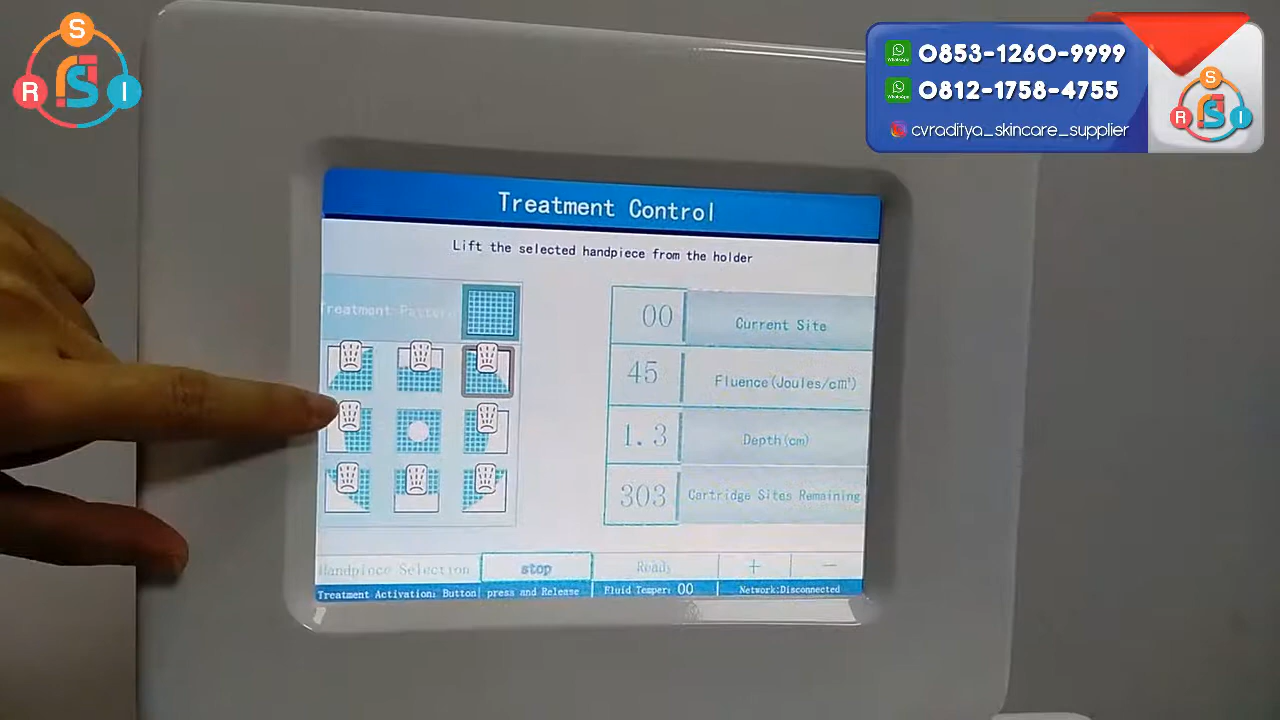 S
R
I
0853-1260-9999
0812-1758-4755
cvraditya_skincare_supplier
S
R
I
Treatment Control
Lift the selected handpiece from the holder
Treatment Pattern
00 Current Site
45 Fluence(Joules/cm²)
1.3 Depth(cm)
303 Cartridge Sites Remaining
Handpiece Selection stop Ready + −
Treatment Activation: Button press and Release Fluid Temper: 00 Network:Disconnected